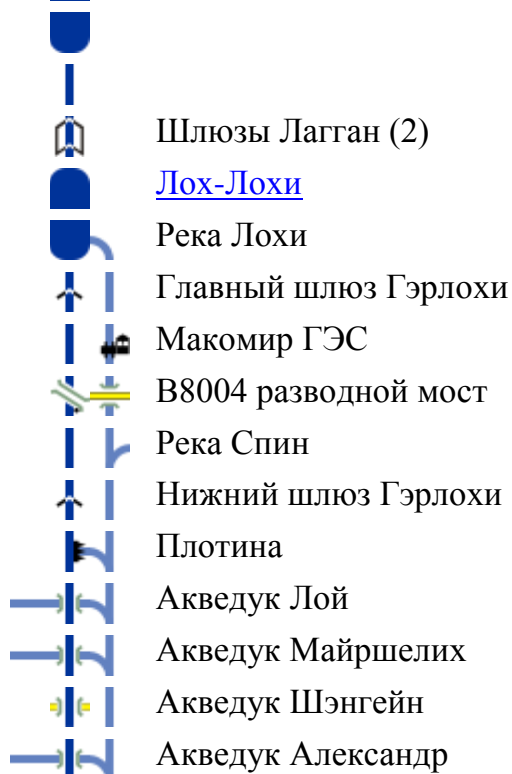 Шлюзы Лагган (2)
Лох-Лохи
Река Лохи
Главный шлюз Гэрлохи
Макомир ГЭС
B8004 разводной мост
Река Спин
Нижний шлюз Гэрлохи
Плотина
Акведук Лой
Акведук Майршелих
Акведук Шэнгейн
Акведук Александр